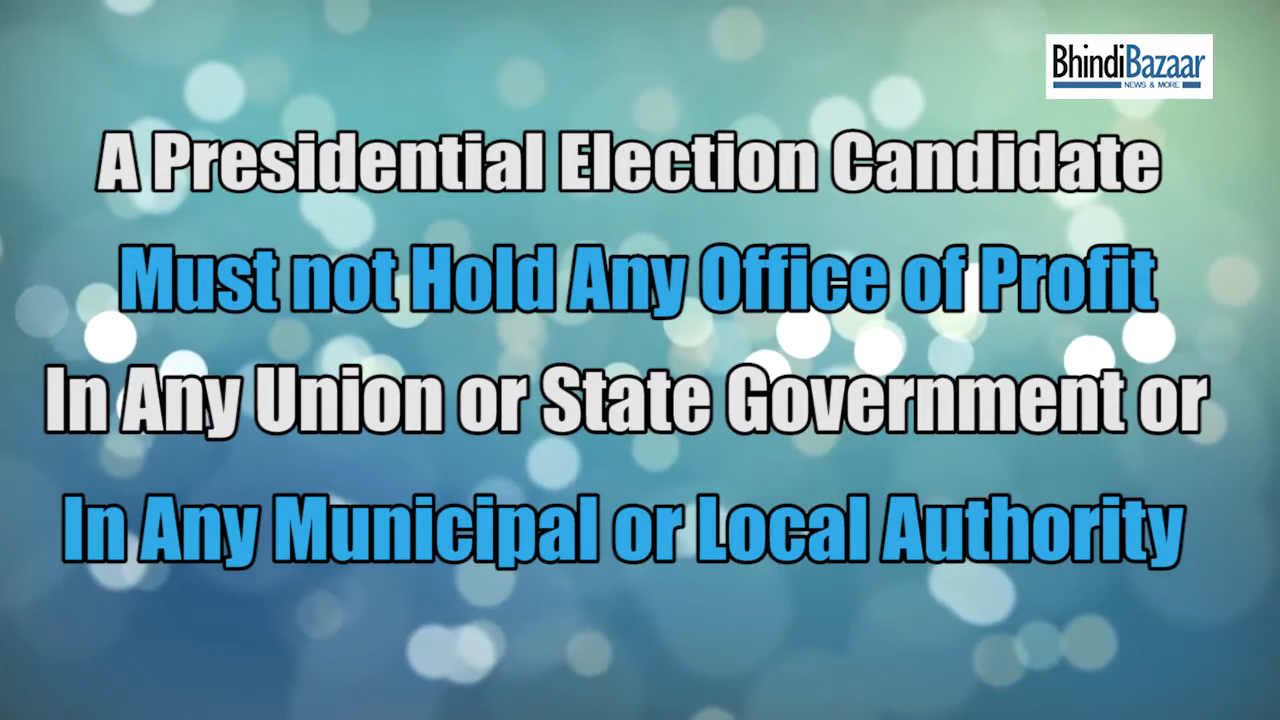 BhindiBazaar
NEWS & MORE
A Presidential Election Candidate
Must not Hold Any Office of Profit
In Any Union or State Government or
In Any Municipal or Local Authority